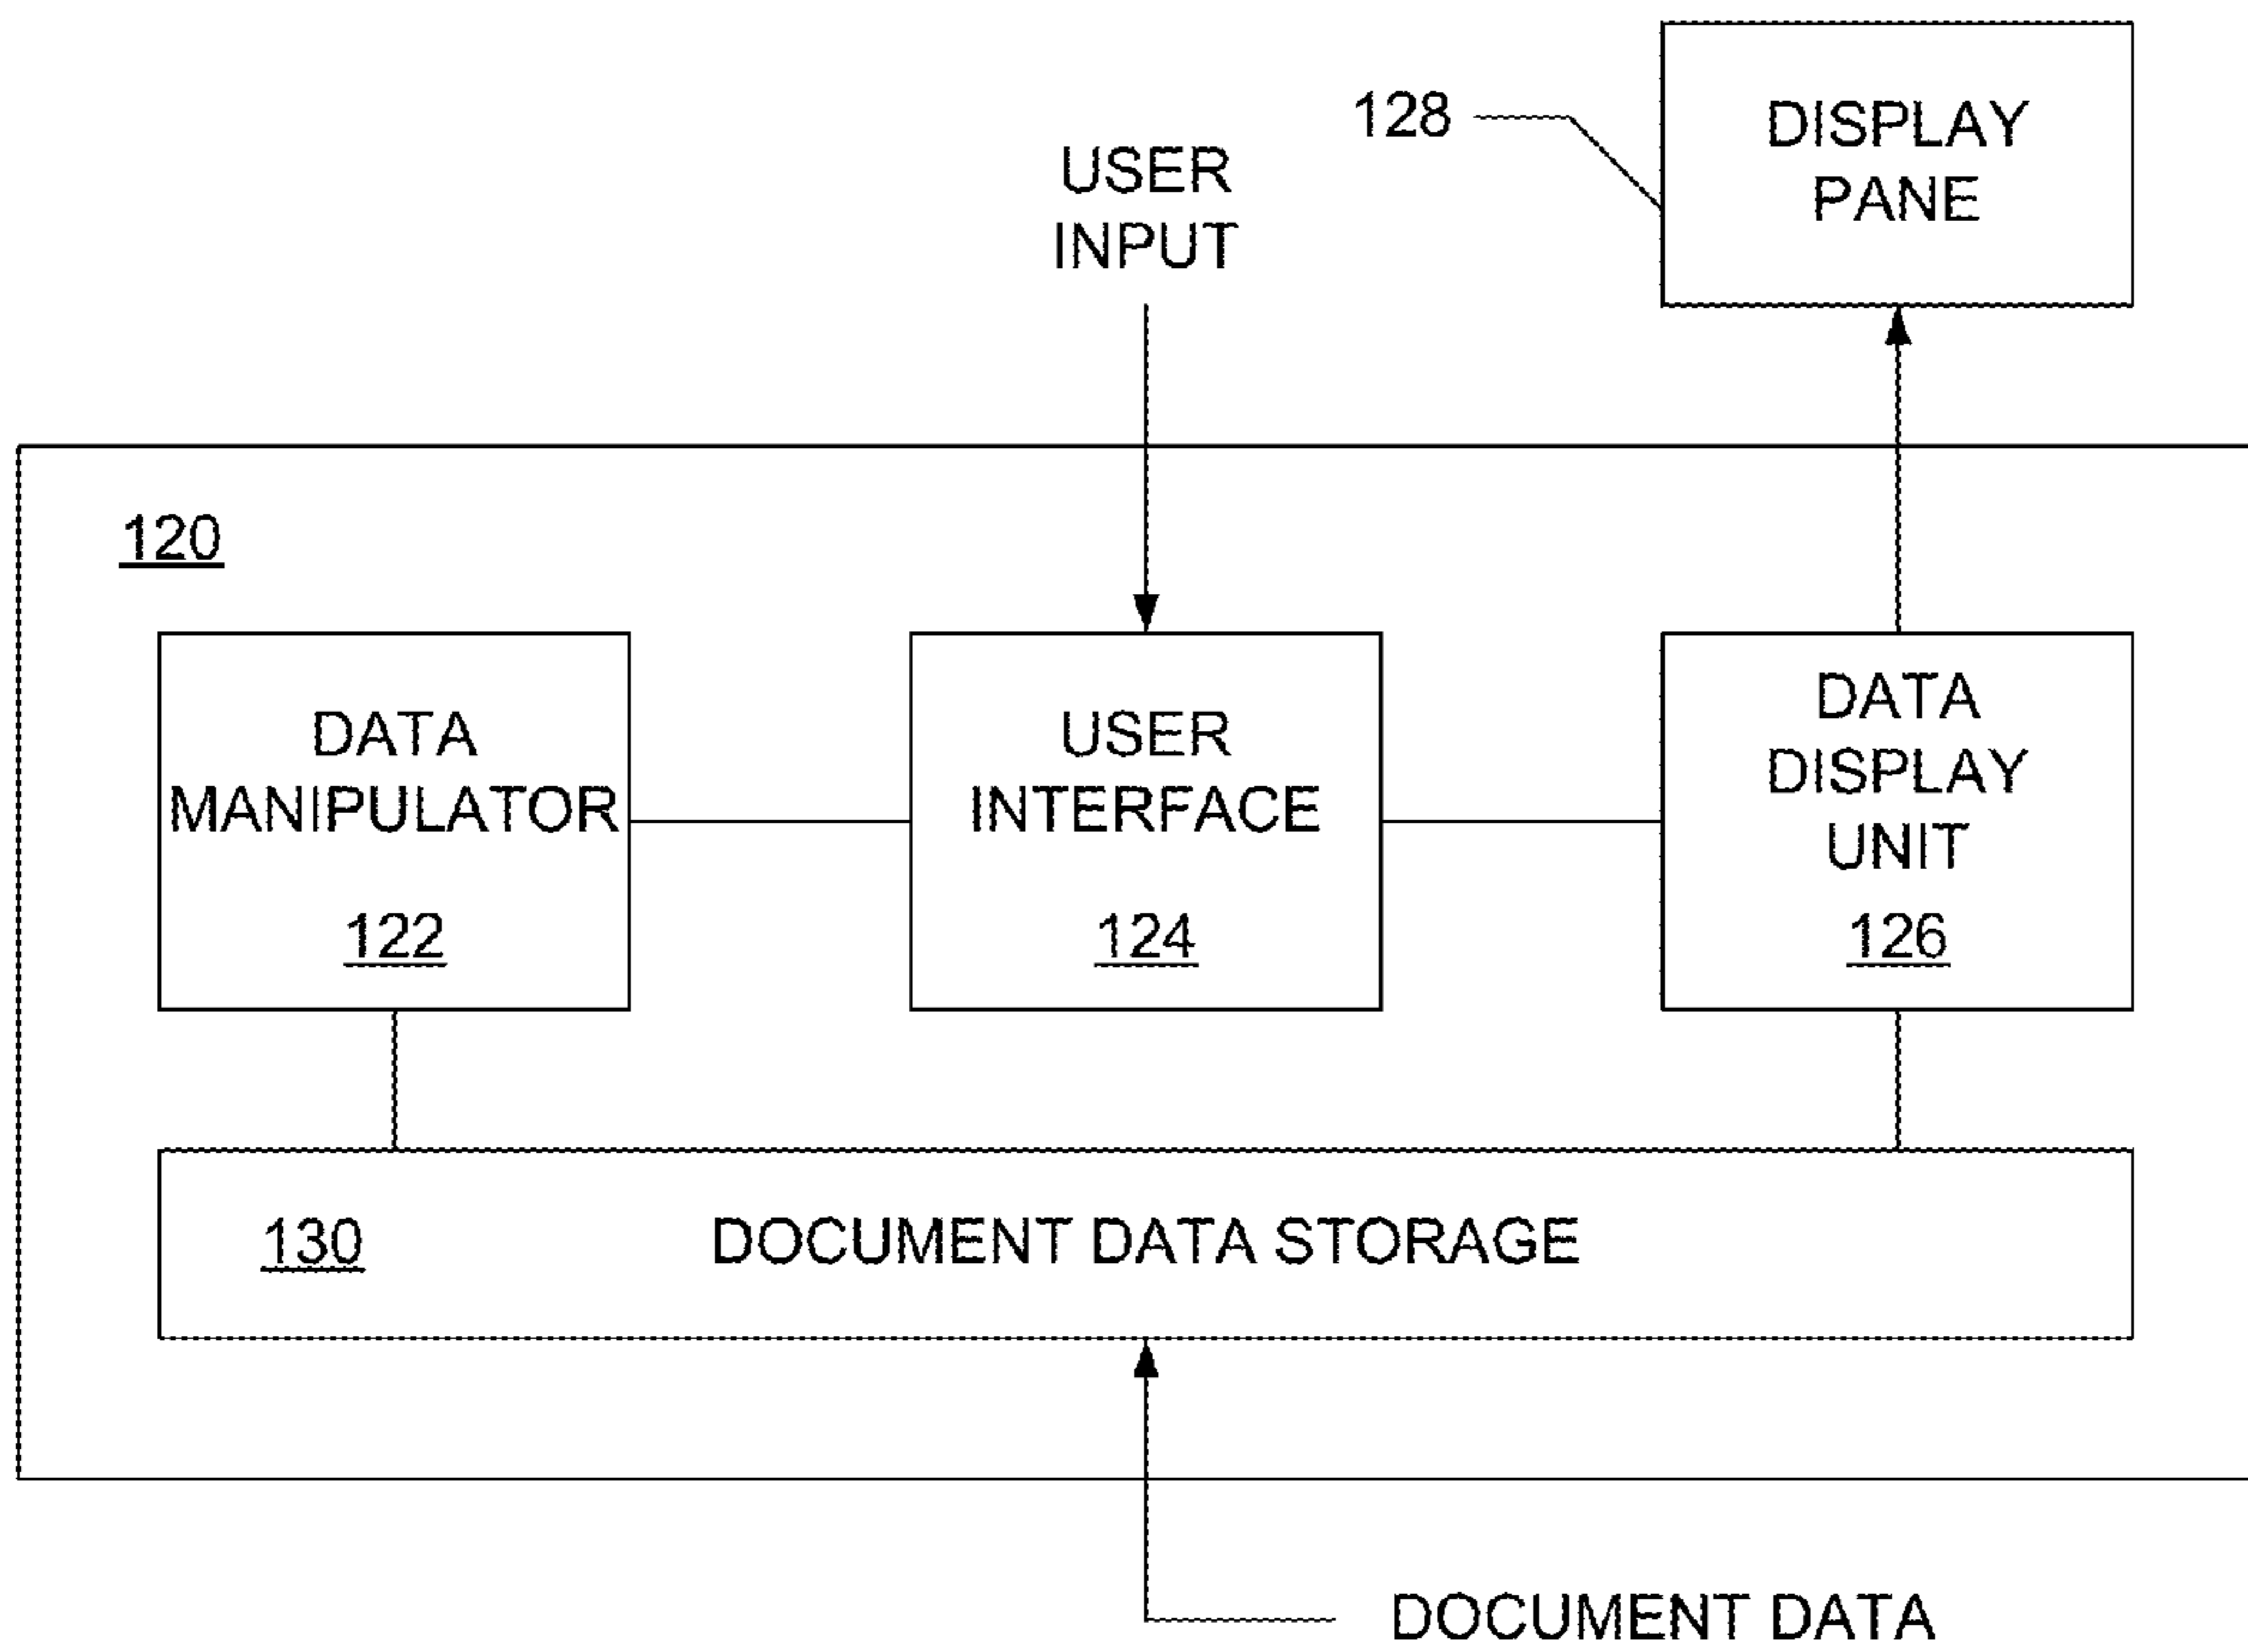 128
DISPLAY
PANE
USER
INPUT
120
DATA
MANIPULATOR
122
USER
INTERFACE
124
DATA
DISPLAY
UNIT
126
130
DOCUMENT DATA STORAGE
DOCUMENT DATA